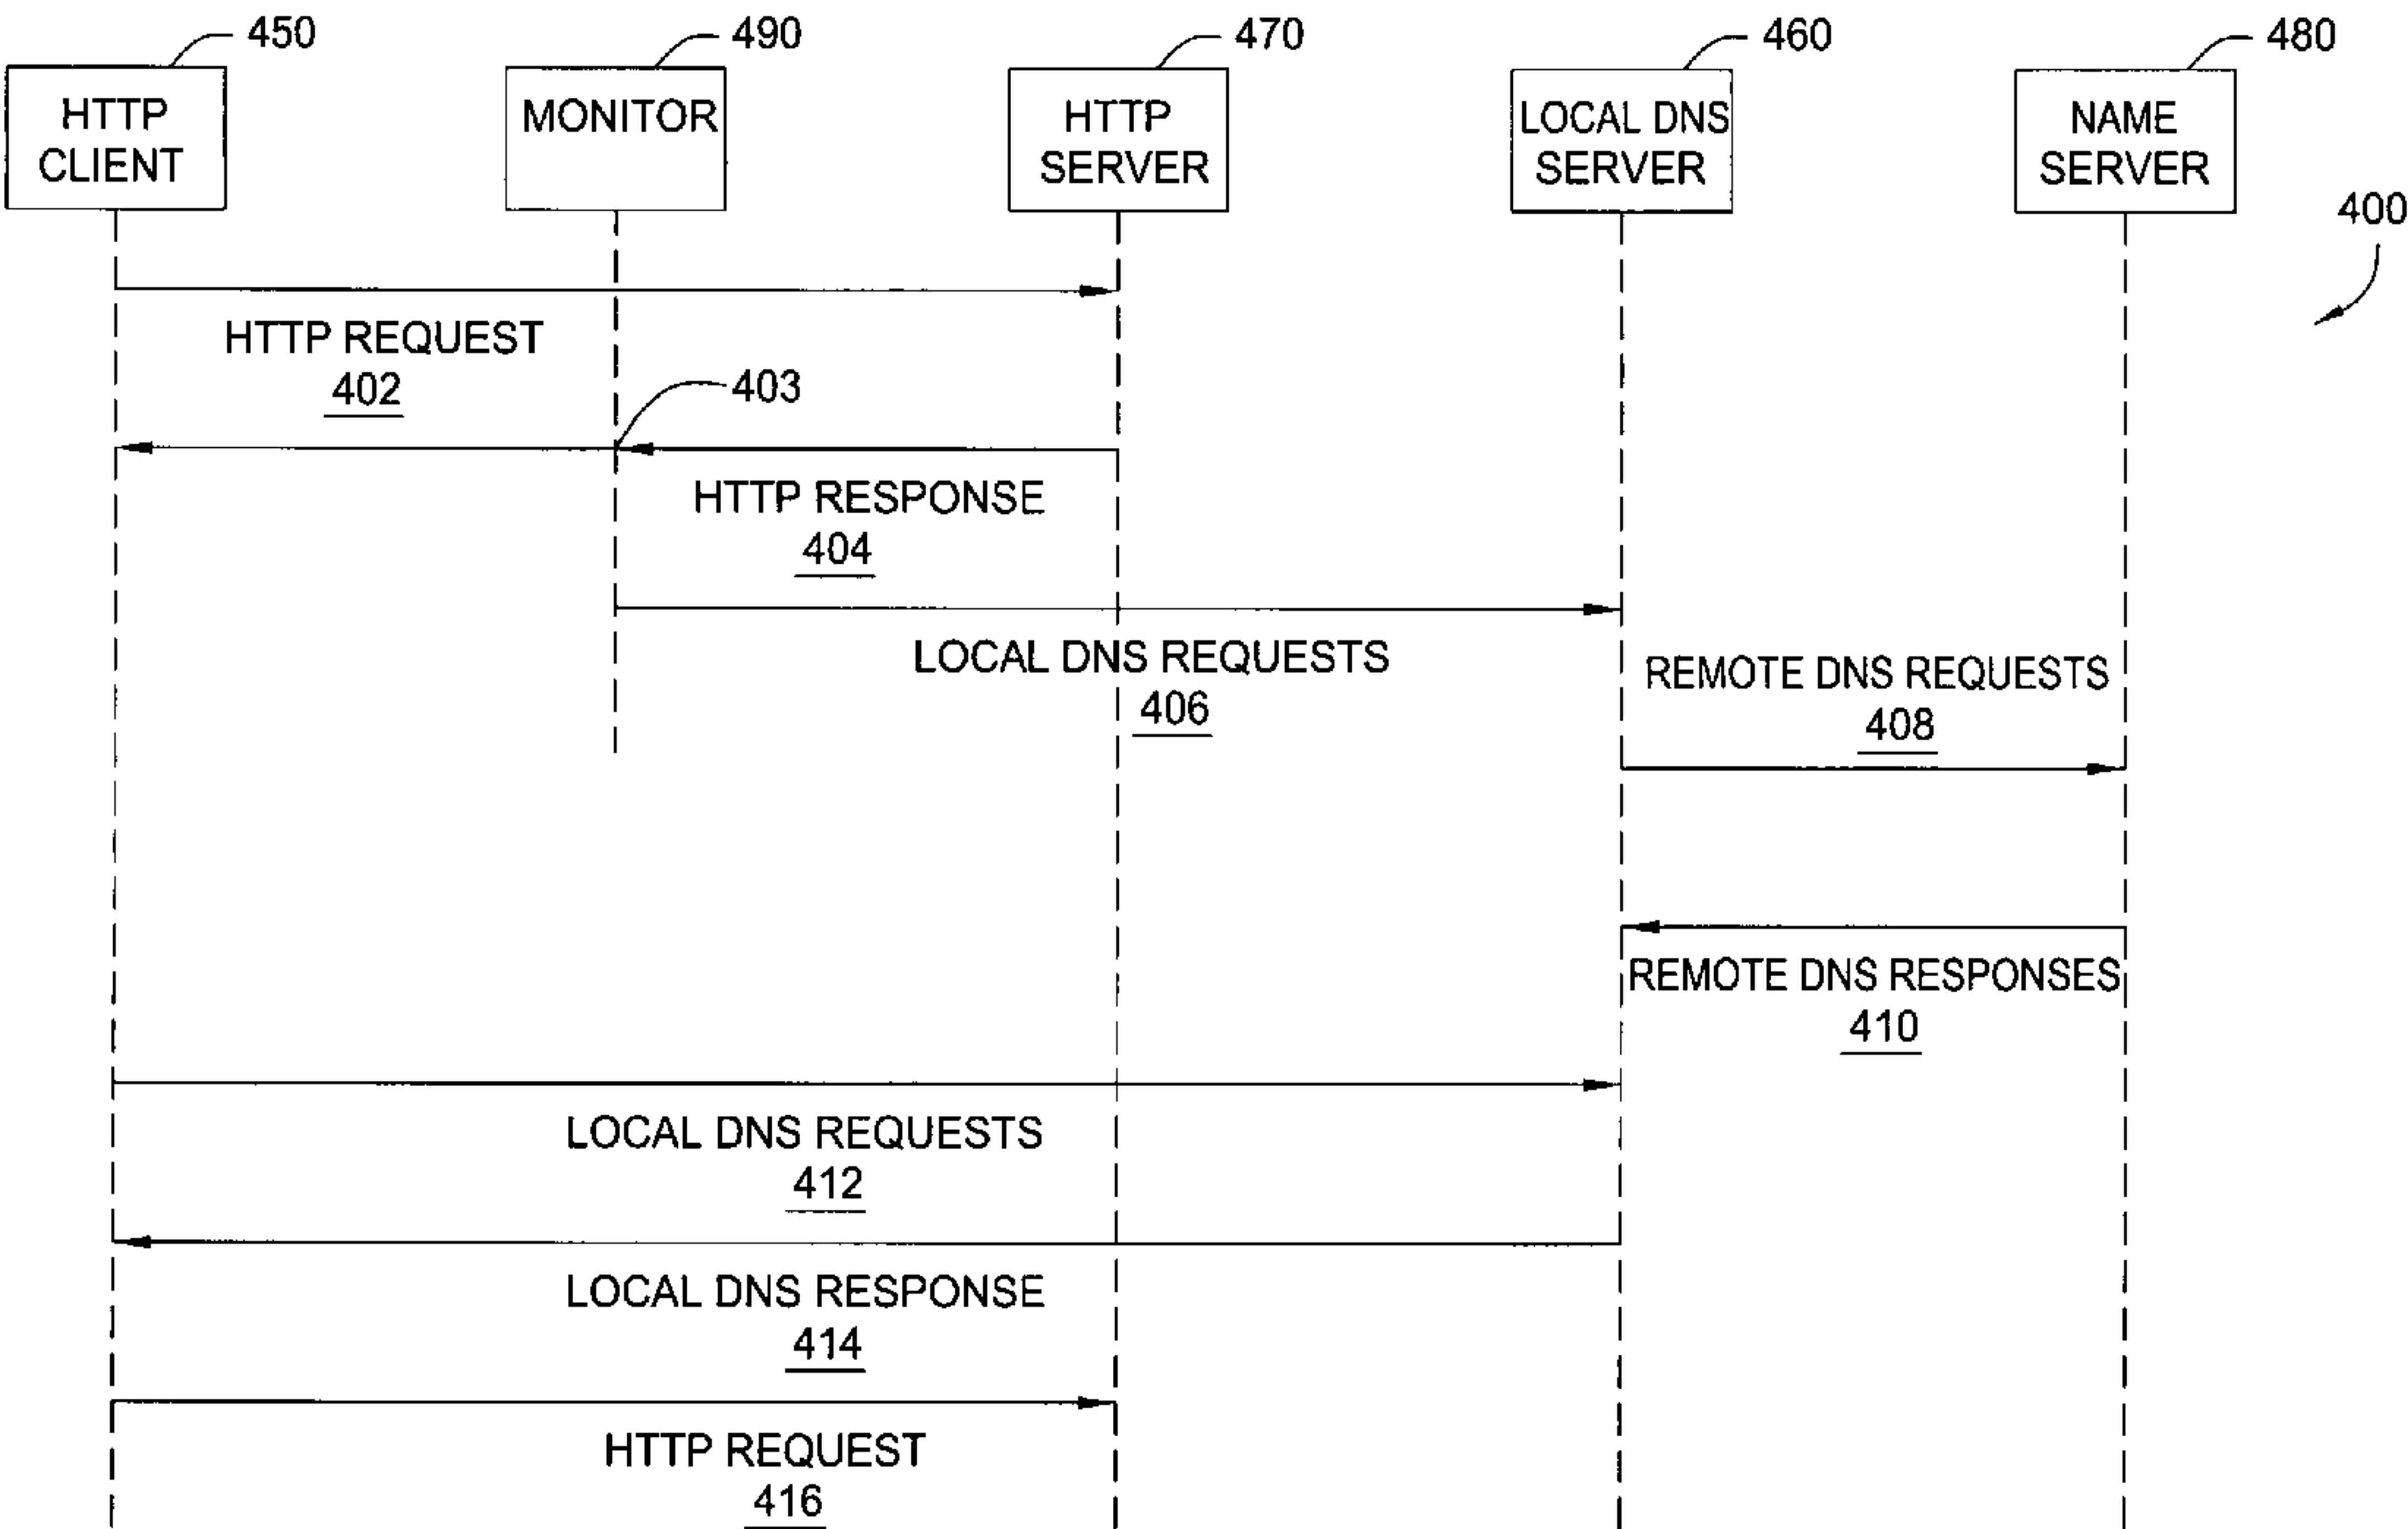 450
490
470
460
480
HTTP
CLIENT
MONITOR
HTTP
SERVER
LOCAL DNS
SERVER
NAME
SERVER
400
HTTP REQUEST
402
403
HTTP RESPONSE
404
LOCAL DNS REQUESTS
406
REMOTE DNS REQUESTS
408
REMOTE DNS RESPONSES
410
LOCAL DNS REQUESTS
412
LOCAL DNS RESPONSE
414
HTTP REQUEST
416